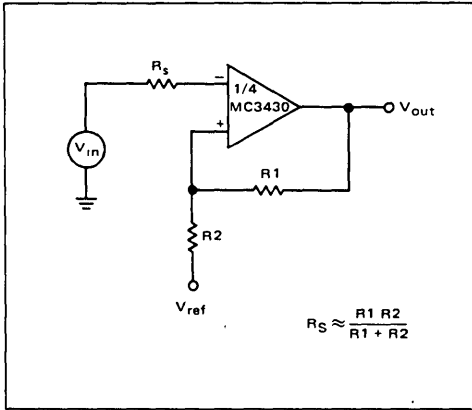 Rs
−
1/4
MC3430
Vout
Vin
+
R1
R2
Vref
RS ≈ R1 R2
R1 + R2